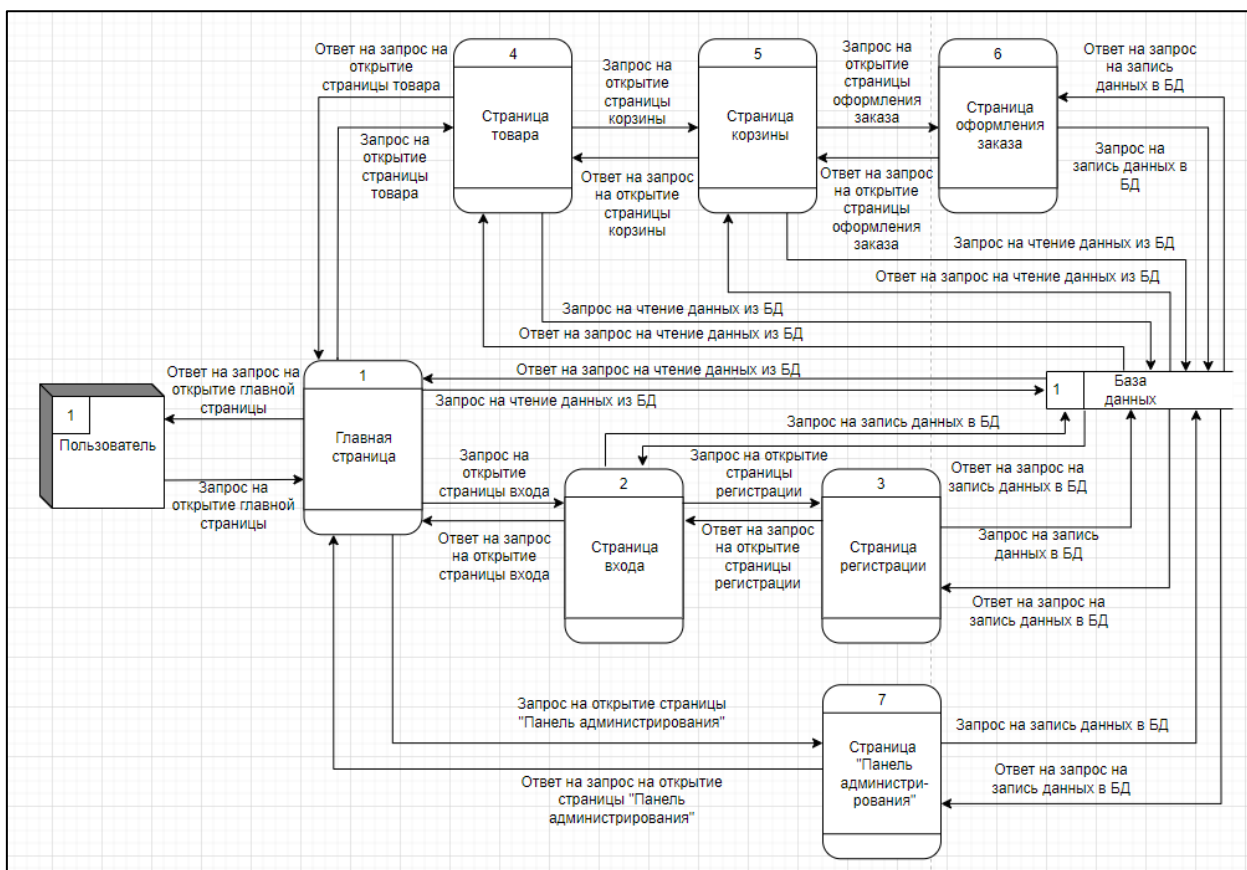 Ответ на запрос на
открытие
страницы товара
Запрос на
открытие
страницы
товара
4
Страница
товара
Запрос на
открытие
страницы
корзины
Ответ на запрос
на открытие
страницы
корзины
5
Страница
корзины
Запрос на
открытие
страницы
оформления
заказа
Ответ на запрос
на открытие
страницы
оформления
заказа
6
Страница
оформления
заказа
Ответ на запрос
на запись
данных в БД
Запрос на
запись данных в
БД
Запрос на чтение данных из БД
Ответ на запрос на чтение данных из БД
Запрос на чтение данных из БД
Ответ на запрос на чтение данных из БД
Ответ на запрос на чтение данных из БД
Запрос на чтение данных из БД
1
База
данных
1
Пользователь
Ответ на запрос на
открытие главной
страницы
Запрос на
открытие главной
страницы
1
Главная
страница
Запрос на запись данных в БД
Запрос на
открытие
страницы входа
Ответ на запрос
на открытие
страницы входа
2
Страница
входа
Запрос на открытие
страницы
регистрации
Ответ на запрос
на открытие
страницы
регистрации
3
Страница
регистрации
Ответ на запрос на
запись данных в БД
Запрос на запись
данных в БД
Ответ на запрос на
запись данных в БД
Запрос на открытие страницы
"Панель администрирования"
Ответ на запрос на открытие
страницы "Панель
администрирования"
7
Страница
"Панель
администри-
рования"
Запрос на запись данных в БД
Ответ на запрос на
запись данных в БД